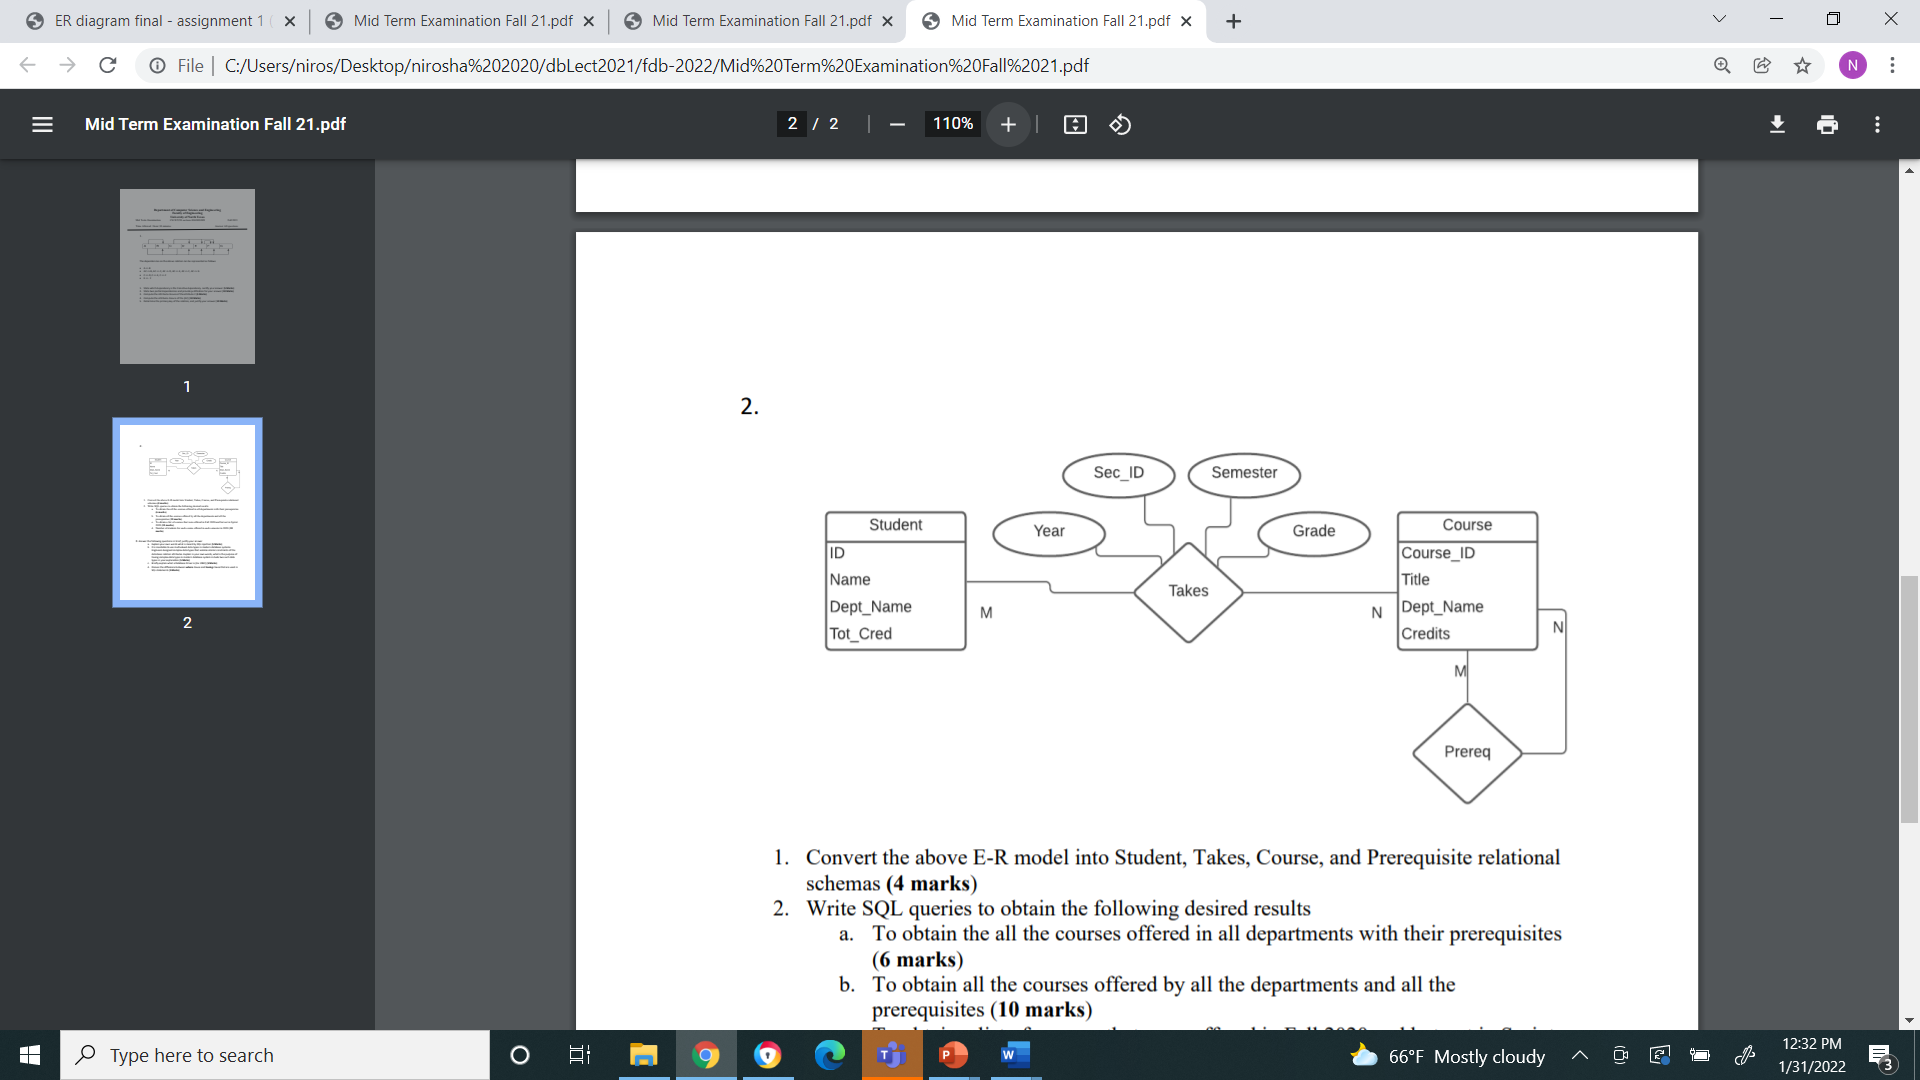 ER diagram final - assignment 1 (
Mid Term Examination Fall 21.pdf
Mid Term Examination Fall 21.pdf
Mid Term Examination Fall 21.pdf
File
C:/Users/niros/Desktop/nirosha%202020/dbLect2021/fdb-2022/Mid%20Term%20Examination%20Fall%2021.pdf
N
Mid Term Examination Fall 21.pdf
2 / 2
110%
1
2
2.
Sec_ID
Semester
Year
Grade
Student
ID
Name
Dept_Name
Tot_Cred
M
Takes
N
Course
Course_ID
Title
Dept_Name
Credits
N
M
Prereq
1. Convert the above E-R model into Student, Takes, Course, and Prerequisite relational
schemas (4 marks)
2. Write SQL queries to obtain the following desired results
a. To obtain the all the courses offered in all departments with their prerequisites
(6 marks)
b. To obtain all the courses offered by all the departments and all the
prerequisites (10 marks)
Type here to search
66°F Mostly cloudy
12:32 PM
1/31/2022
3